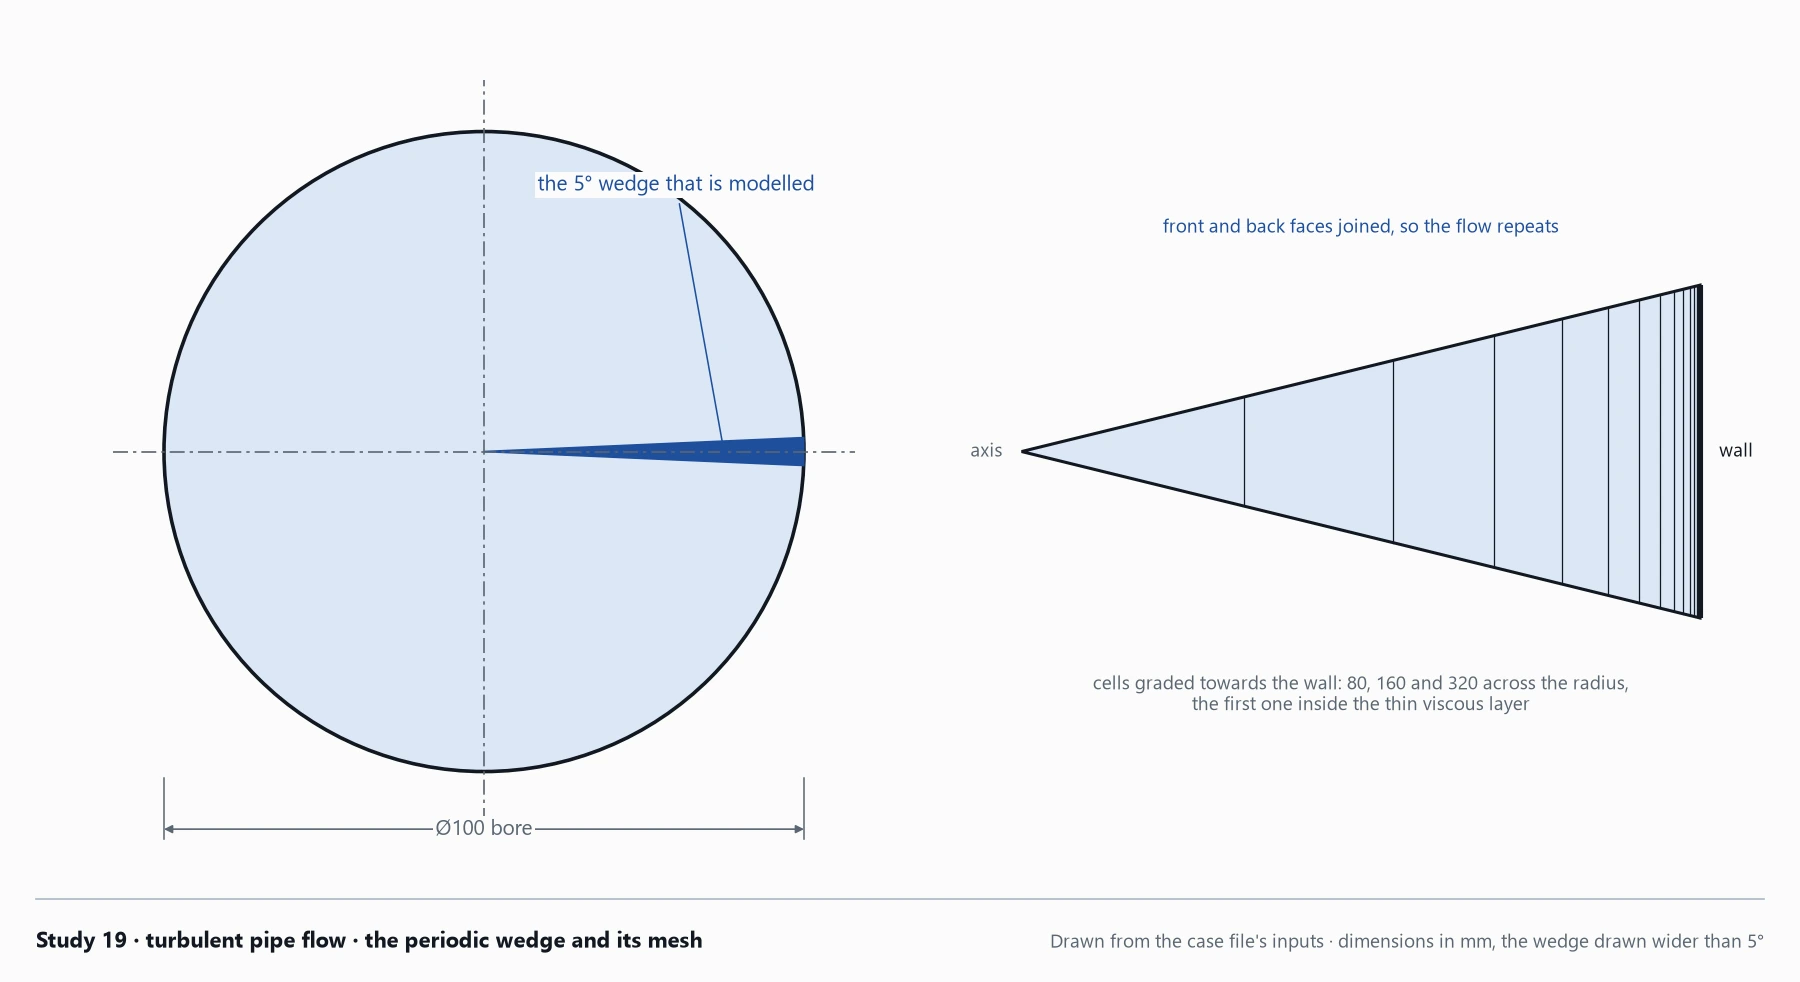 the 5° wedge that is modelled
front and back faces joined, so the flow repeats
axis
wall
cells graded towards the wall: 80, 160 and 320 across the radius,
the first one inside the thin viscous layer
Ø100 bore
Study 19 · turbulent pipe flow · the periodic wedge and its mesh
Drawn from the case file's inputs · dimensions in mm, the wedge drawn wider than 5°